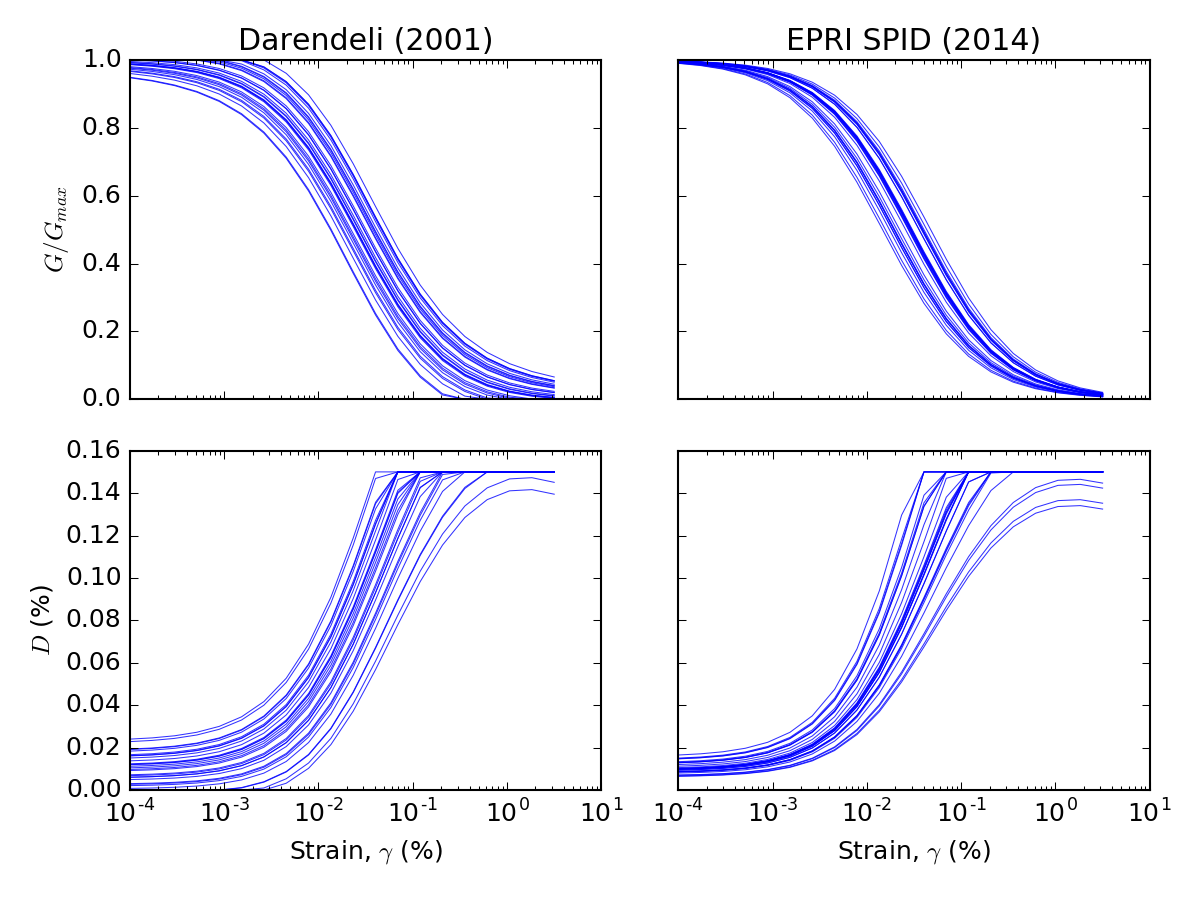 Darendeli (2001)
EPRI SPID (2014)
1.0
0.8
0.6
0.4
0.2
0.0
G/G_max
0.16
0.14
0.12
0.10
0.08
0.06
0.04
0.02
0.00
D (%)
10^-4 10^-3 10^-2 10^-1 10^0 10^1
10^-4 10^-3 10^-2 10^-1 10^0 10^1
Strain, γ (%)
Strain, γ (%)